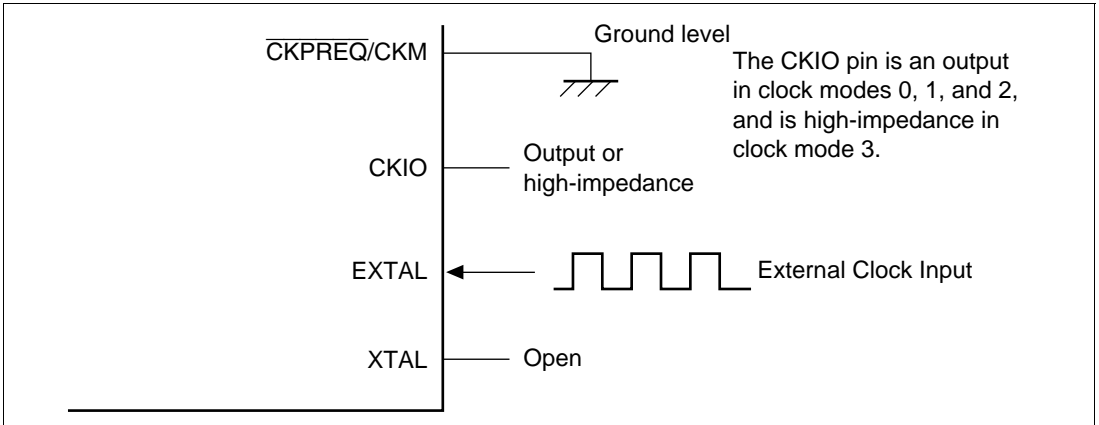 CKPREQ/CKM
Ground level
The CKIO pin is an output
in clock modes 0, 1, and 2,
and is high-impedance in
clock mode 3.
CKIO
Output or
high-impedance
EXTAL
External Clock Input
XTAL
Open